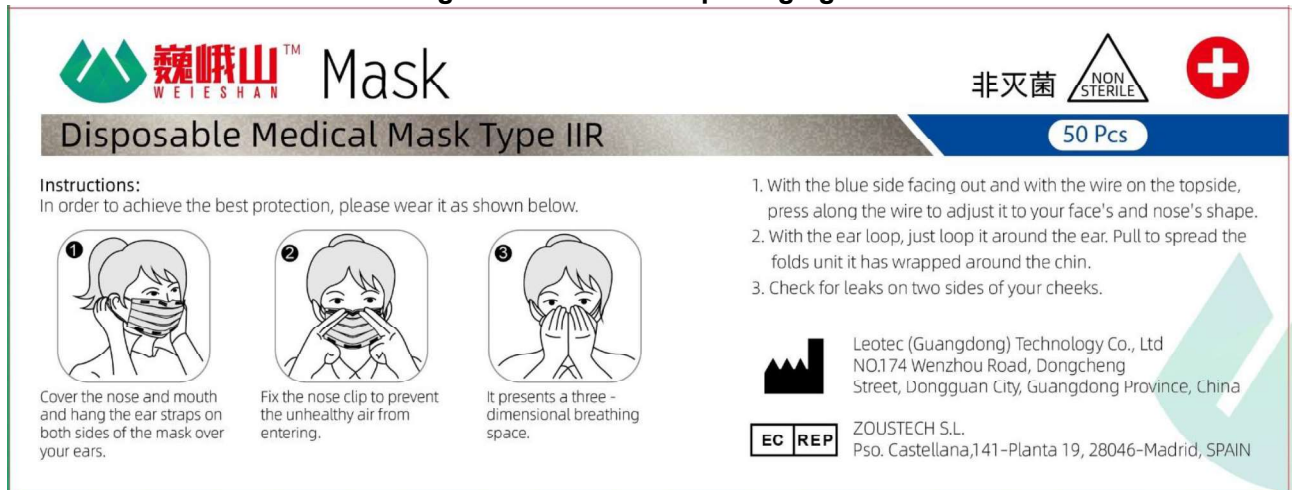 巍峨山™ Mask
WEIESHAN
非灭菌
NON
STERILE
Disposable Medical Mask Type IIR
50 Pcs
Instructions:
In order to achieve the best protection, please wear it as shown below.
1
Cover the nose and mouth
and hang the ear straps on
both sides of the mask over
your ears.
2
Fix the nose clip to prevent
the unhealthy air from
entering.
3
It presents a three -
dimensional breathing
space.
1. With the blue side facing out and with the wire on the topside,
press along the wire to adjust it to your face's and nose's shape.
2. With the ear loop, just loop it around the ear. Pull to spread the
folds unit it has wrapped around the chin.
3. Check for leaks on two sides of your cheeks.
Leotec (Guangdong) Technology Co., Ltd
NO.174 Wenzhou Road, Dongcheng
Street, Dongguan City, Guangdong Province, China
EC REP
ZOUSTECH S.L.
Pso. Castellana,141-Planta 19, 28046-Madrid, SPAIN